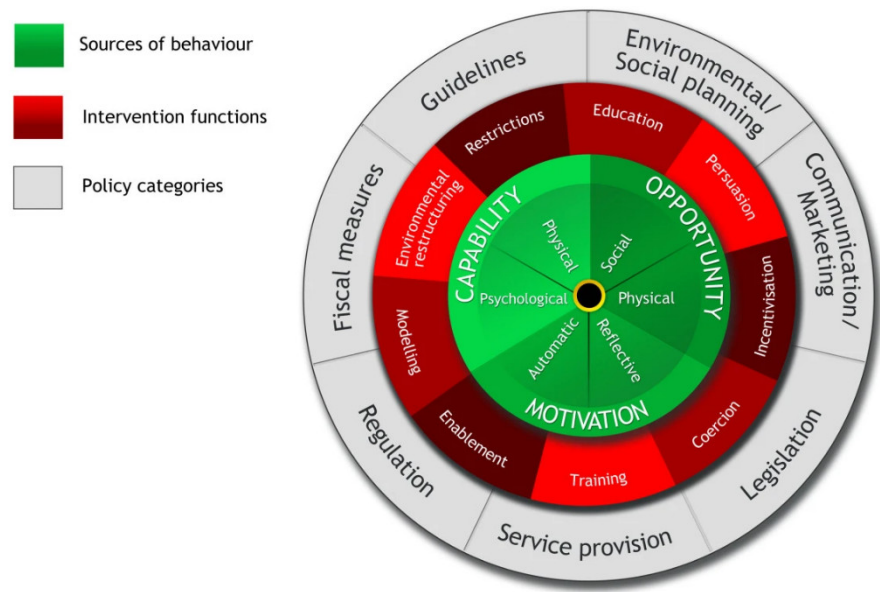 Sources of behaviour
Intervention functions
Policy categories
Guidelines
Environmental/
Social planning
Communication/
Marketing
Legislation
Service provision
Regulation
Fiscal measures
Restrictions
Education
Persuasion
Incentivisation
Coercion
Training
Enablement
Modelling
Environmental
restructuring
CAPABILITY
OPPORTUNITY
MOTIVATION
Physical
Social
Physical
Reflective
Automatic
Psychological